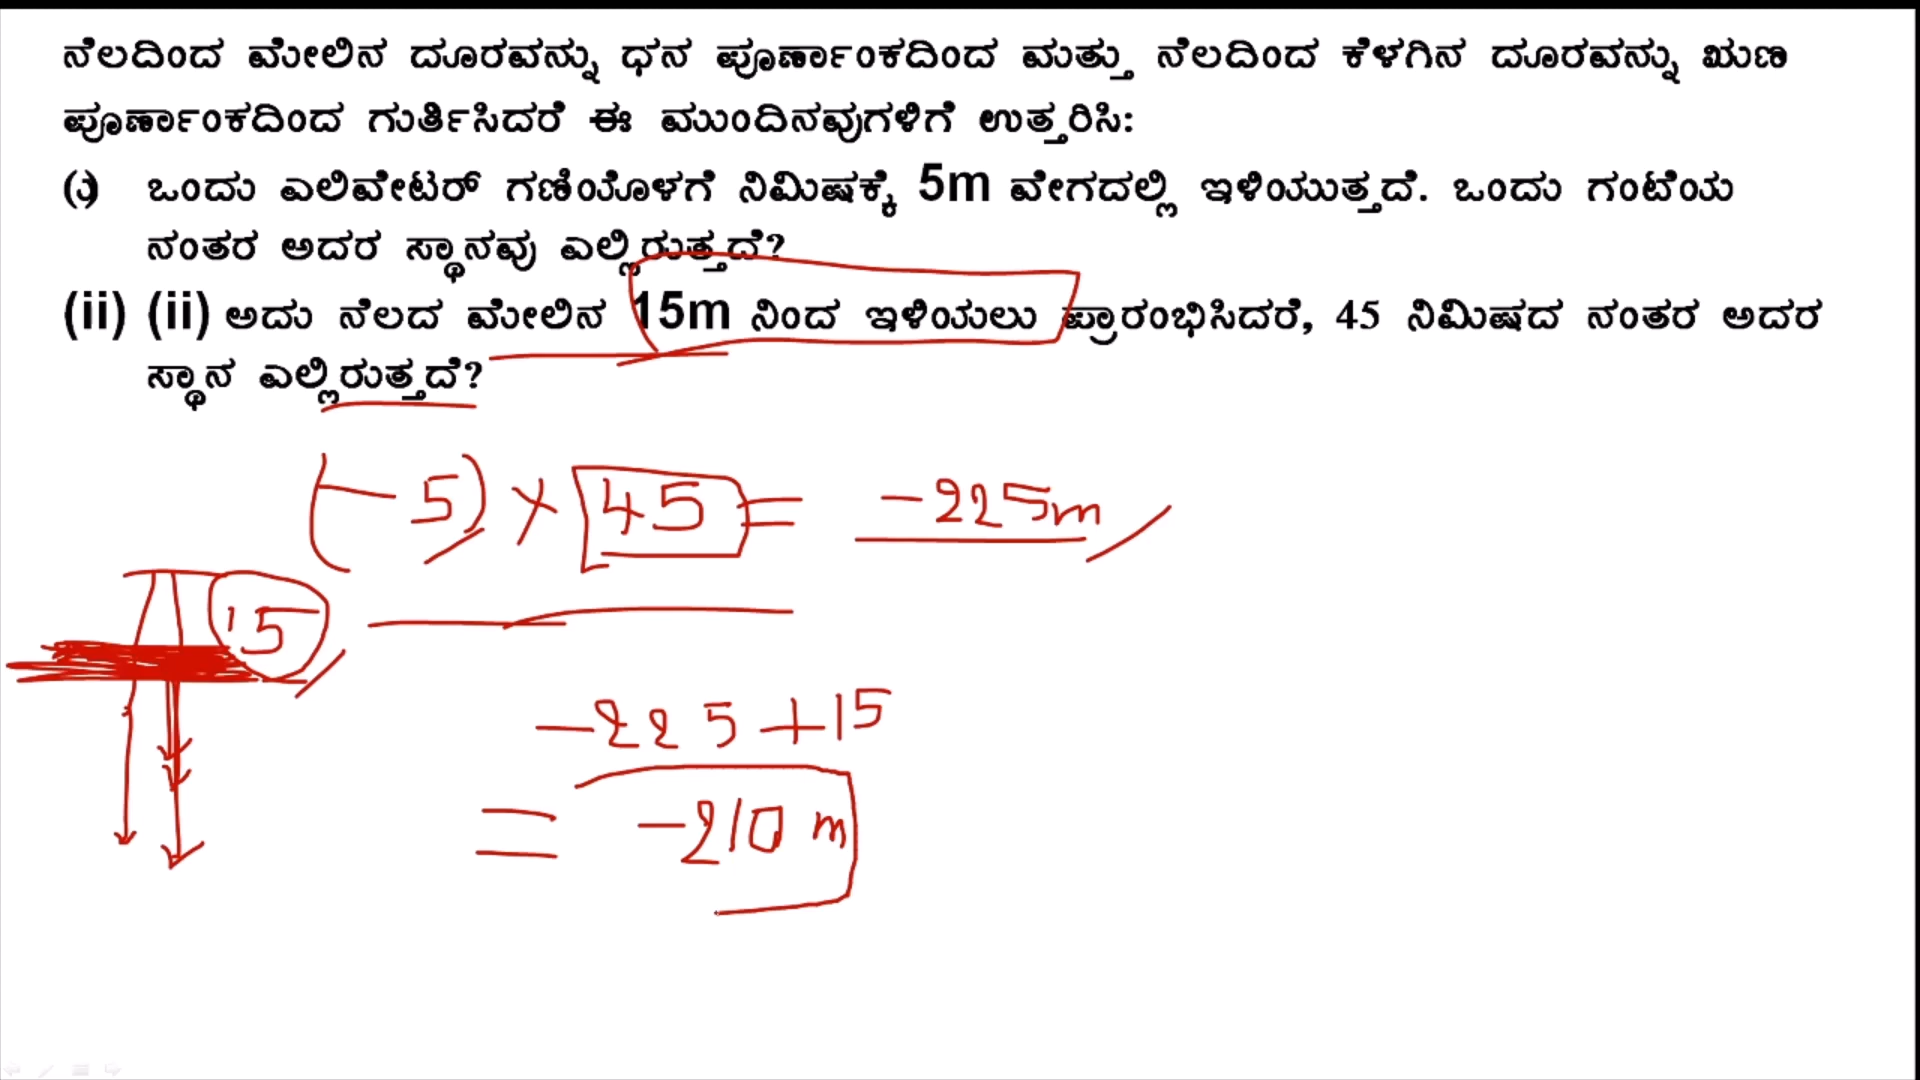 ನೆಲದಿಂದ ಮೇಲಿನ ದೂರವನ್ನು ಧನ ಪೂರ್ಣಾಂಕದಿಂದ ಮತ್ತು ನೆಲದಿಂದ ಕೆಳಗಿನ ದೂರವನ್ನು ಋಣ
ಪೂರ್ಣಾಂಕದಿಂದ ಗುರ್ತಿಸಿದರೆ ಈ ಮುಂದಿನವುಗಳಿಗೆ ಉತ್ತರಿಸಿ:
(i) ಒಂದು ಎಲಿವೇಟರ್ ಗಣಿಯೊಳಗೆ ನಿಮಿಷಕ್ಕೆ 5m ವೇಗದಲ್ಲಿ ಇಳಿಯುತ್ತದೆ. ಒಂದು ಗಂಟೆಯ
ನಂತರ ಅದರ ಸ್ಥಾನವು ಎಲ್ಲಿರುತ್ತದೆ?
(ii) (ii) ಅದು ನೆಲದ ಮೇಲಿನ 15m ನಿಂದ ಇಳಿಯಲು ಪ್ರಾರಂಭಿಸಿದರೆ, 45 ನಿಮಿಷದ ನಂತರ ಅದರ
ಸ್ಥಾನ ಎಲ್ಲಿರುತ್ತದೆ?
(-5) × 45 = -225m
15
-225 +15
= -210 m